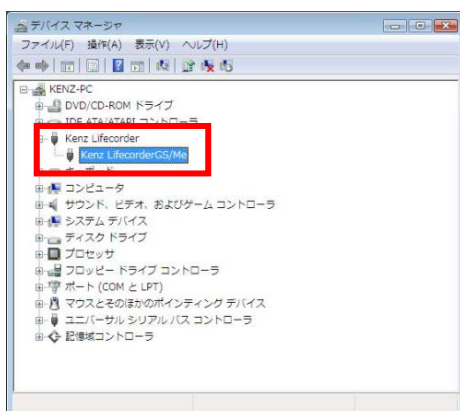 デバイス マネージャ
ファイル(F) 操作(A) 表示(V) ヘルプ(H)
KENZ-PC
DVD/CD-ROM ドライブ
IDE ATA/ATAPI コントローラ
Kenz Lifecorder
Kenz LifecorderGS/Me
キーボード
コンピュータ
サウンド、ビデオ、およびゲーム コントローラ
システム デバイス
ディスク ドライブ
プロセッサ
フロッピー ドライブ コントローラ
ポート (COM と LPT)
マウスとそのほかのポインティング デバイス
ユニバーサル シリアル バス コントローラ
記憶域コントローラ